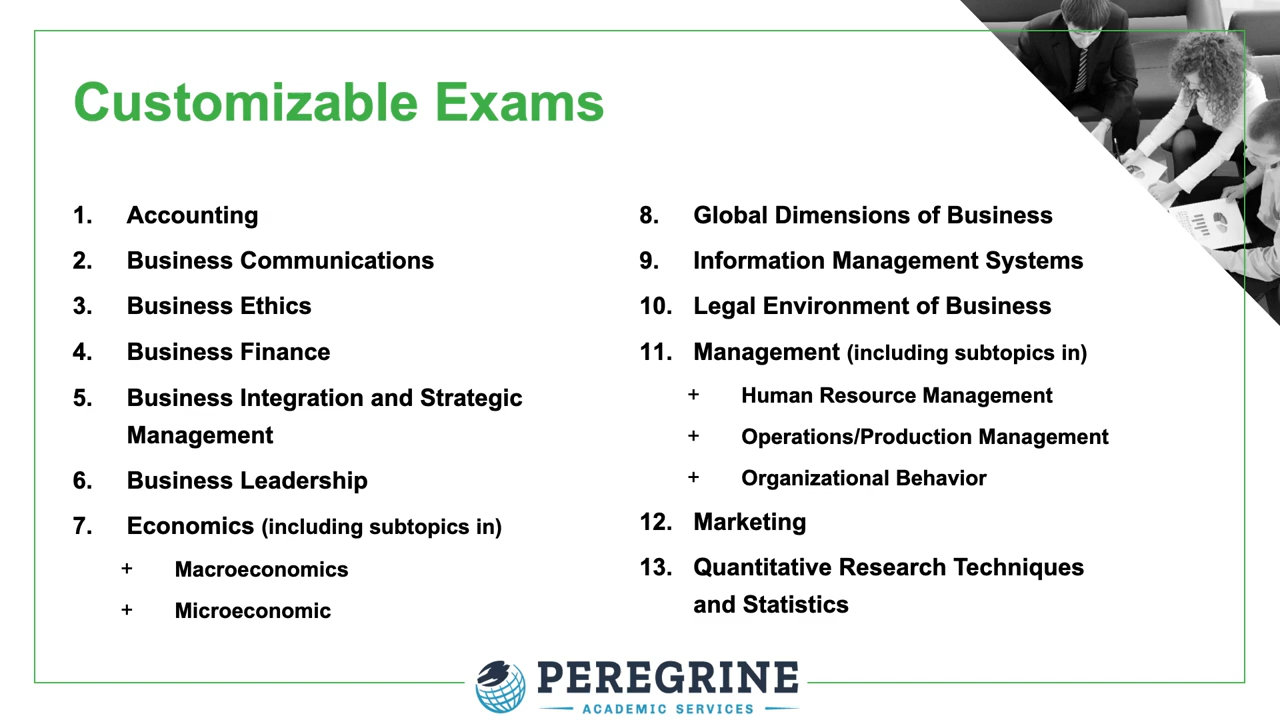 Customizable Exams
1. Accounting
2. Business Communications
3. Business Ethics
4. Business Finance
5. Business Integration and Strategic
Management
6. Business Leadership
7. Economics (including subtopics in)
+ Macroeconomics
+ Microeconomic
8. Global Dimensions of Business
9. Information Management Systems
10. Legal Environment of Business
11. Management (including subtopics in)
+ Human Resource Management
+ Operations/Production Management
+ Organizational Behavior
12. Marketing
13. Quantitative Research Techniques
and Statistics
PEREGRINE
ACADEMIC SERVICES